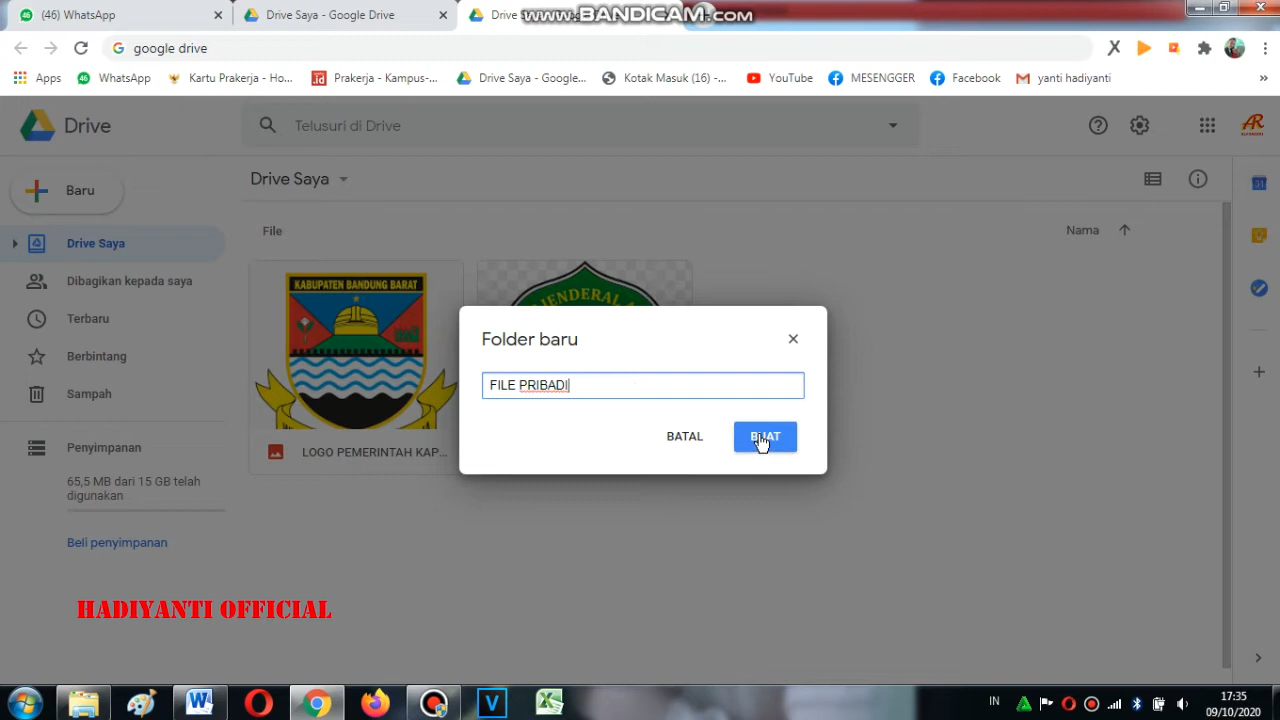 (46) WhatsApp
Drive Saya - Google Drive
www.BANDICAM.com
google drive
Apps
WhatsApp
Kartu Prakerja - Ho...
Prakerja - Kampus-...
Drive Saya - Google...
Kotak Masuk (16) -...
YouTube
MESENGGER
Facebook
yanti hadiyanti
Drive
Telusuri di Drive
Baru
Drive Saya
File
Nama
Drive Saya
Dibagikan kepada saya
Terbaru
Berbintang
Sampah
Penyimpanan
65,5 MB dari 15 GB telah
digunakan
Beli penyimpanan
KABUPATEN BANDUNG BARAT
LOGO PEMERINTAH KAP...
JENDERAL
Folder baru
FILE PRIBADI
BATAL
BUAT
HADIYANTI OFFICIAL
IN
17:35
09/10/2020